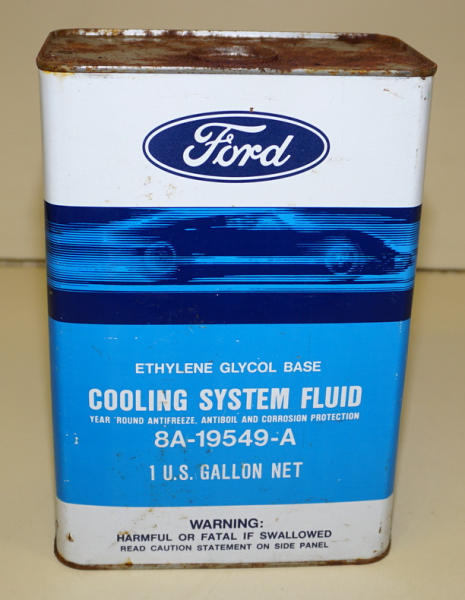 Ford
ETHYLENE GLYCOL BASE
COOLING SYSTEM FLUID
YEAR 'ROUND ANTIFREEZE, ANTIBOIL AND CORROSION PROTECTION
8A-19549-A
1 U.S. GALLON NET
WARNING:
HARMFUL OR FATAL IF SWALLOWED
READ CAUTION STATEMENT ON SIDE PANEL